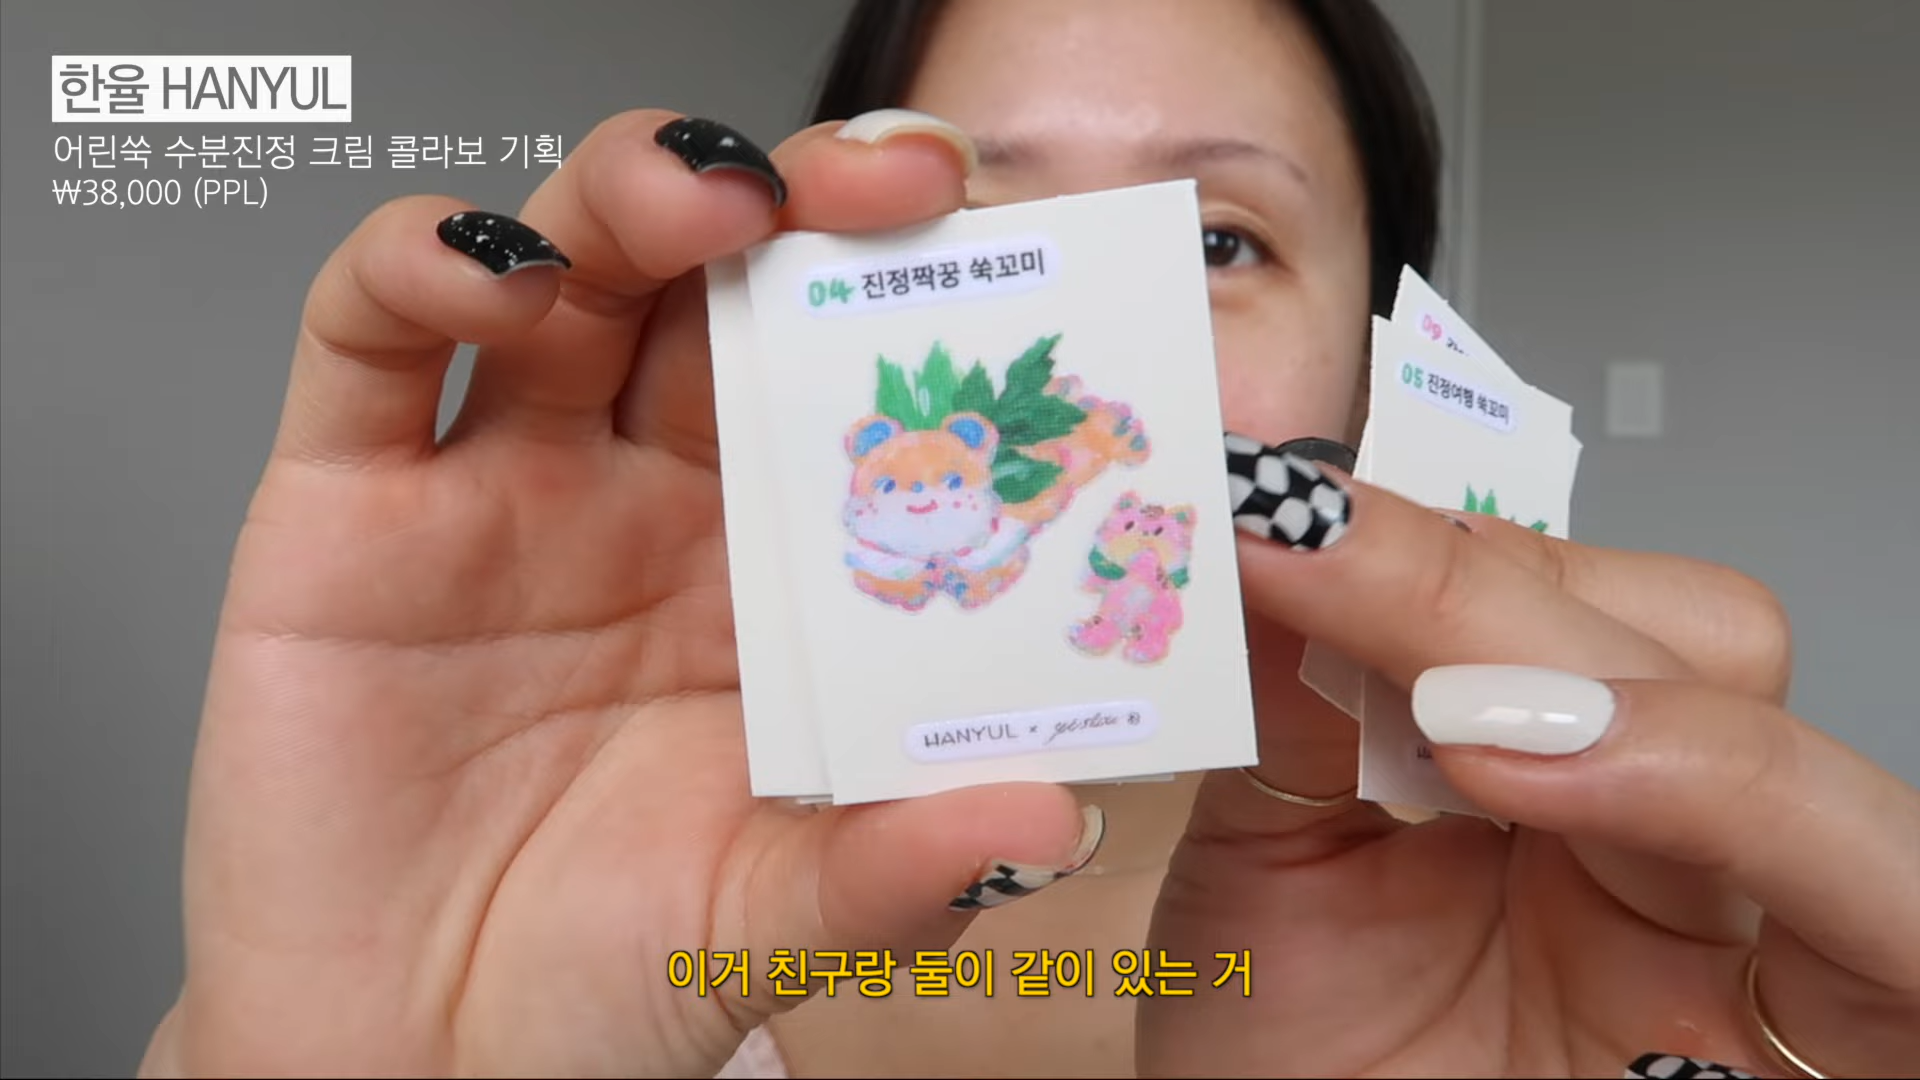 한율 HANYUL
어린쑥 수분진정 크림 콜라보 기획
₩38,000 (PPL)
04 진정짝꿍 쑥꼬미
HANYUL ×
09
05 진정여행 쑥꼬미
이거 친구랑 둘이 같이 있는 거